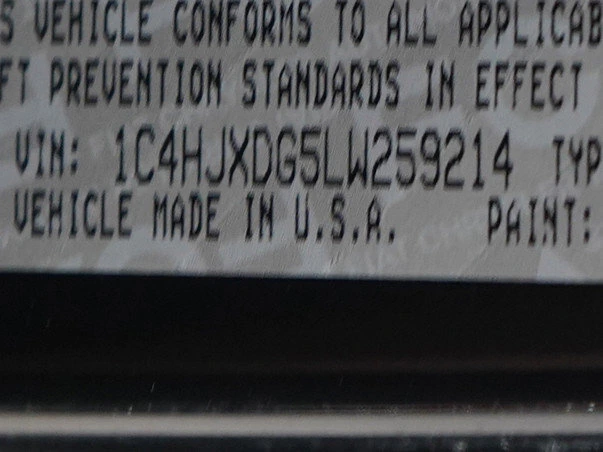 S VEHICLE CONFORMS TO ALL APPLICAB
FT PREVENTION STANDARDS IN EFFECT
VIN: 1C4HJXDG5LW259214 TYP
VEHICLE MADE IN U.S.A. PAINT: